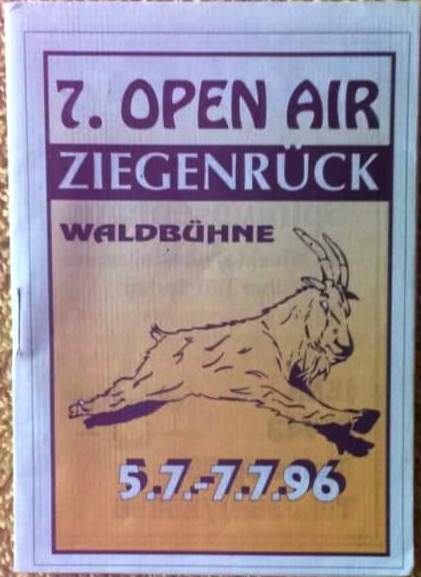 7. OPEN AIR
ZIEGENRÜCK
WALDBÜHNE
5.7.-7.7.96